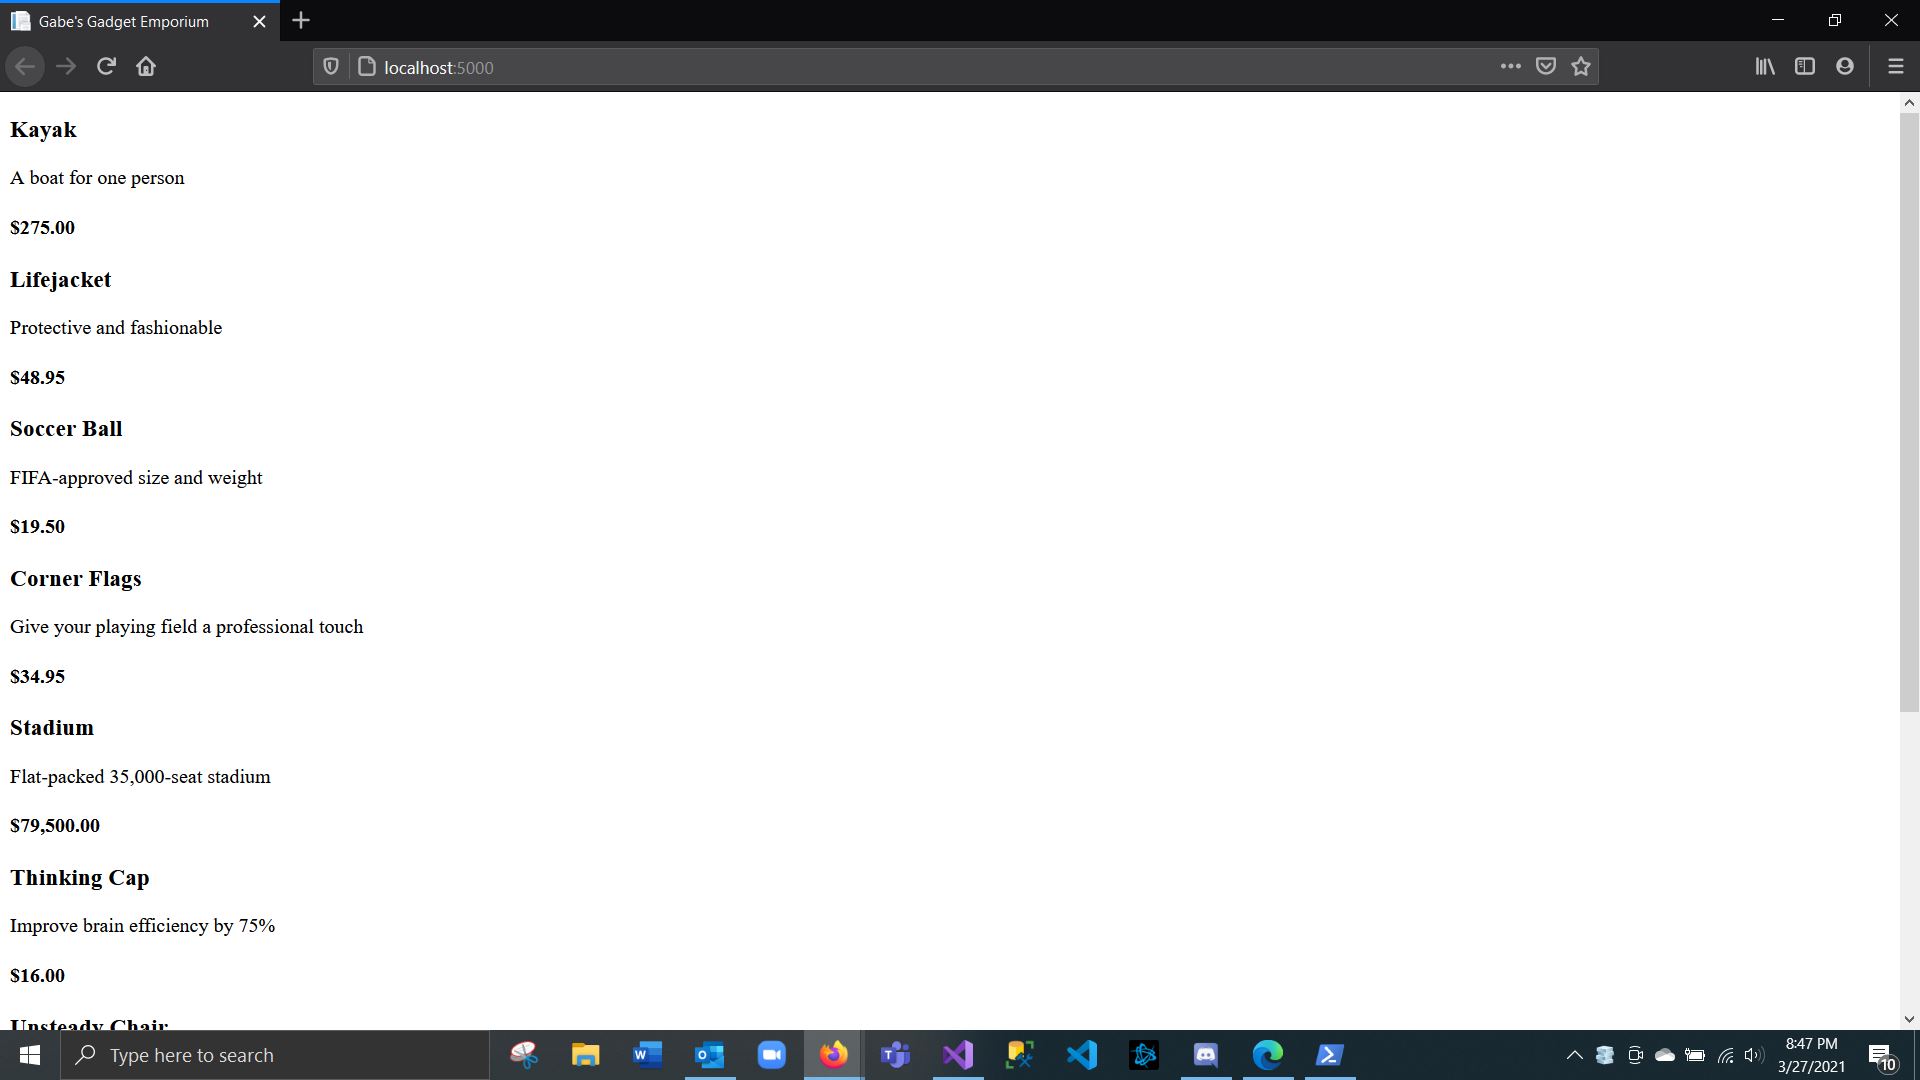 Gabe's Gadget Emporium
localhost:5000
Kayak
A boat for one person
$275.00
Lifejacket
Protective and fashionable
$48.95
Soccer Ball
FIFA-approved size and weight
$19.50
Corner Flags
Give your playing field a professional touch
$34.95
Stadium
Flat-packed 35,000-seat stadium
$79,500.00
Thinking Cap
Improve brain efficiency by 75%
$16.00
Unsteady Chair
Type here to search
8:47 PM
3/27/2021
10